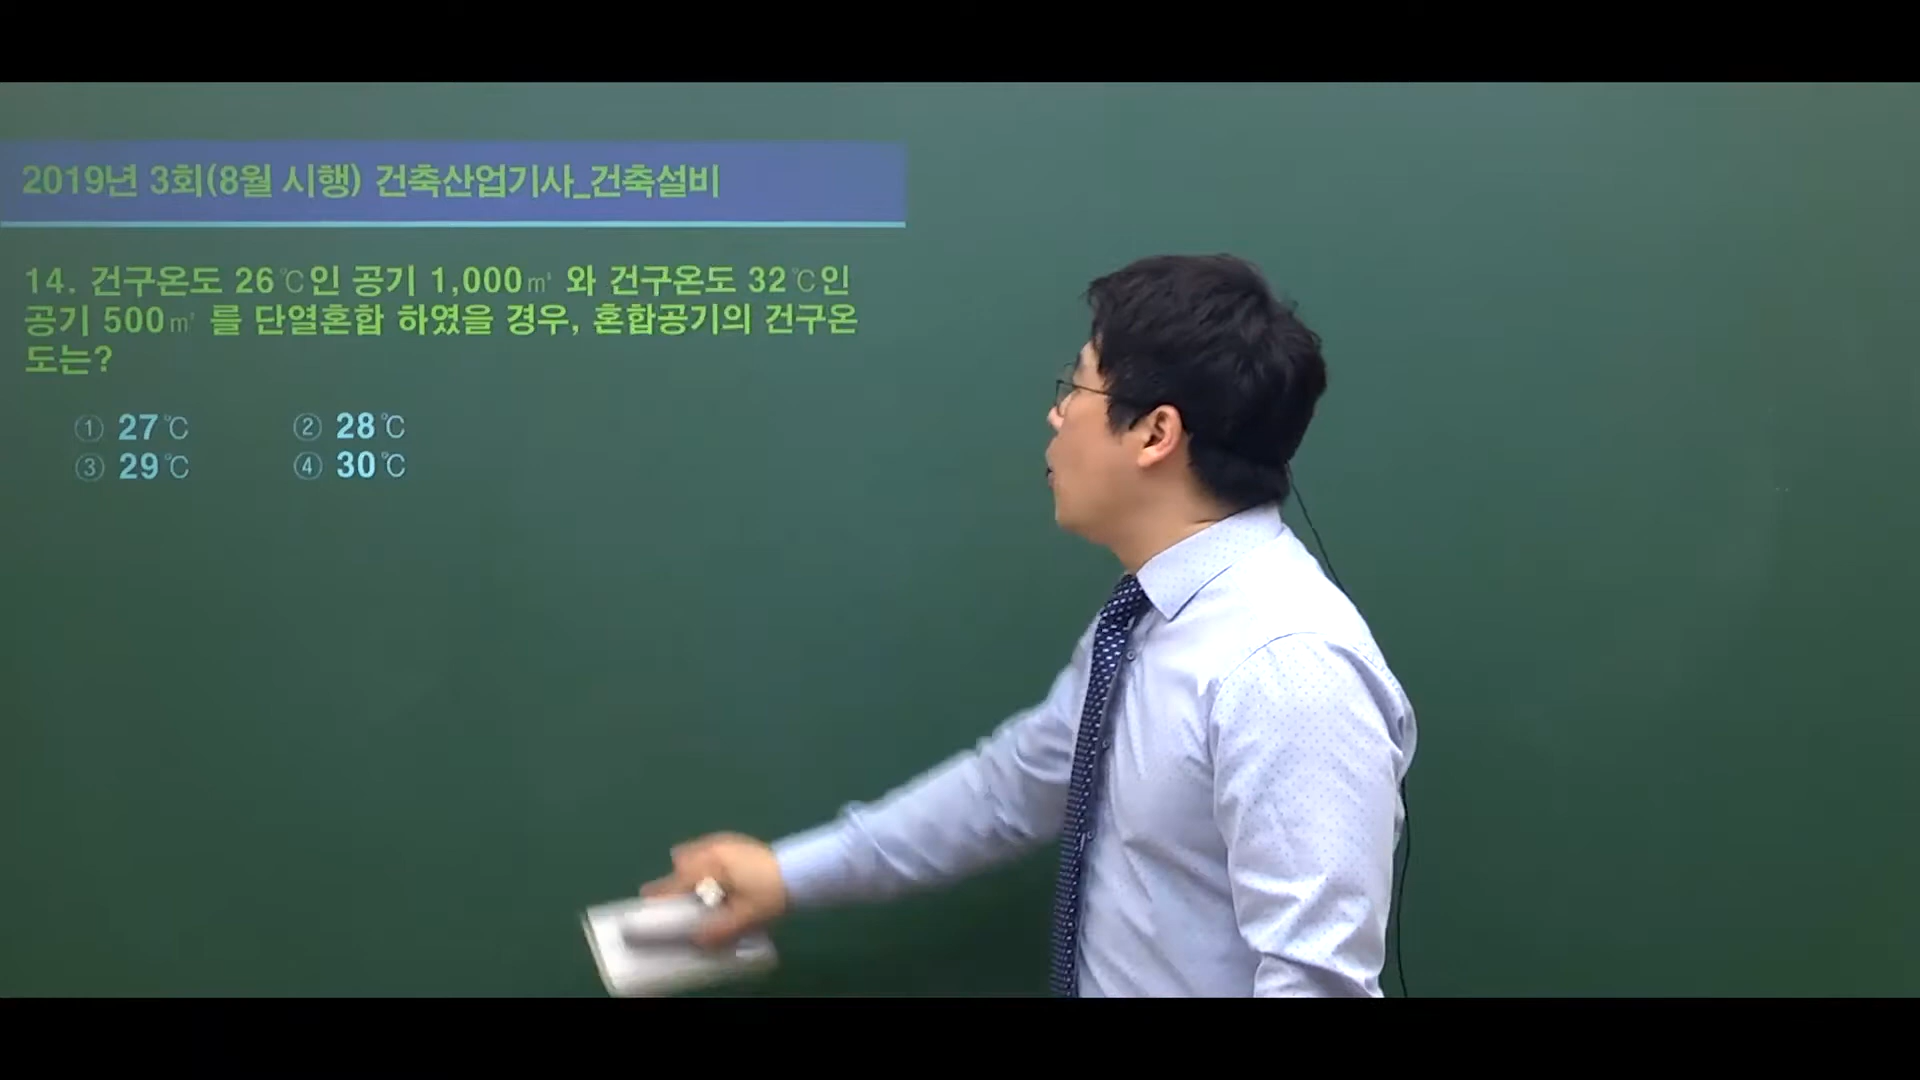 2019년 3회(8월 시행) 건축산업기사_건축설비
14. 건구온도 26℃인 공기 1,000㎥ 와 건구온도 32℃인
공기 500㎥ 를 단열혼합 하였을 경우, 혼합공기의 건구온
도는?
① 27℃ ② 28℃
③ 29℃ ④ 30℃